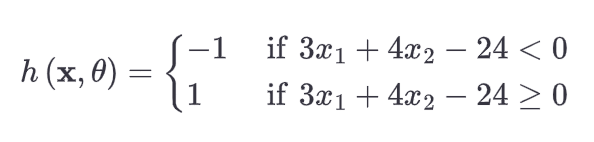 h (x, θ) = { −1 if 3x₁ + 4x₂ − 24 < 0
1 if 3x₁ + 4x₂ − 24 ≥ 0